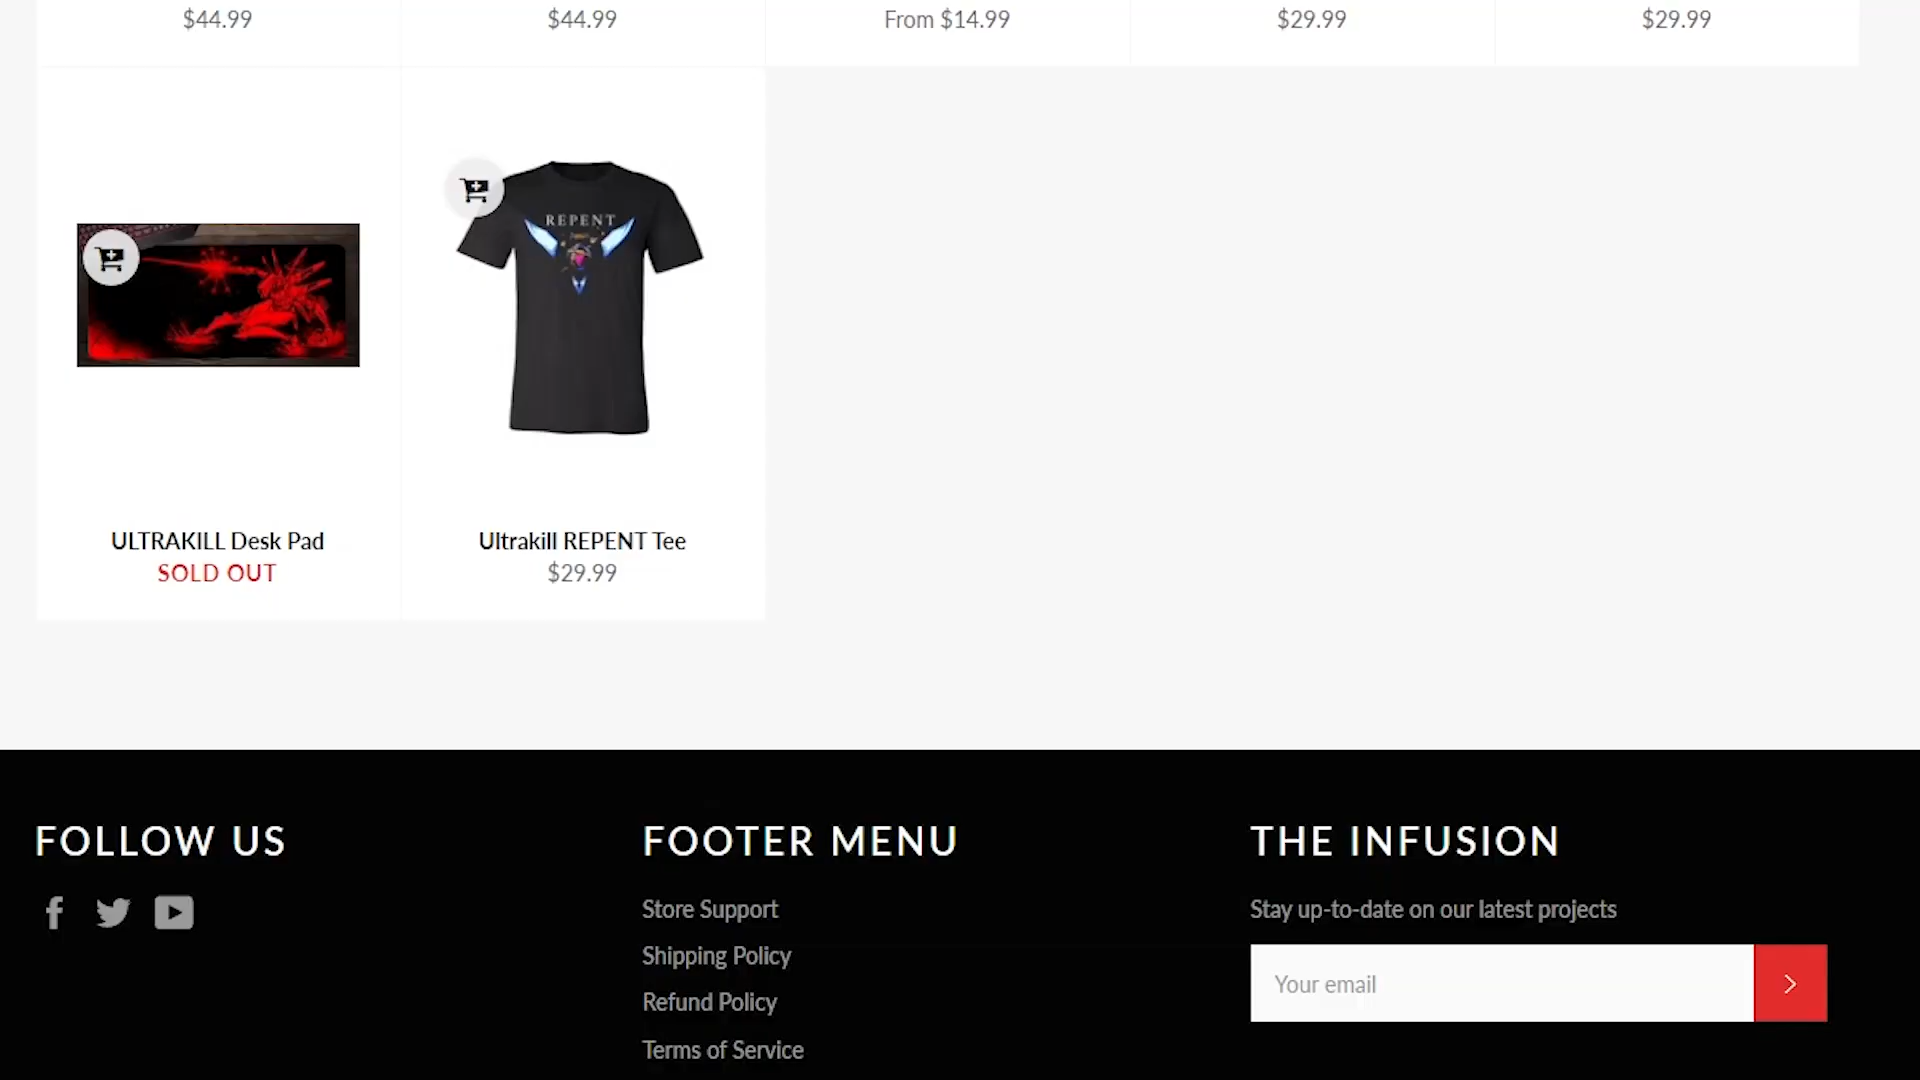 $44.99
$44.99
From $14.99
$29.99
$29.99
REPENT
ULTRAKILL Desk Pad
SOLD OUT
Ultrakill REPENT Tee
$29.99
FOLLOW US
FOOTER MENU
Store Support
Shipping Policy
Refund Policy
Terms of Service
THE INFUSION
Stay up-to-date on our latest projects
Your email